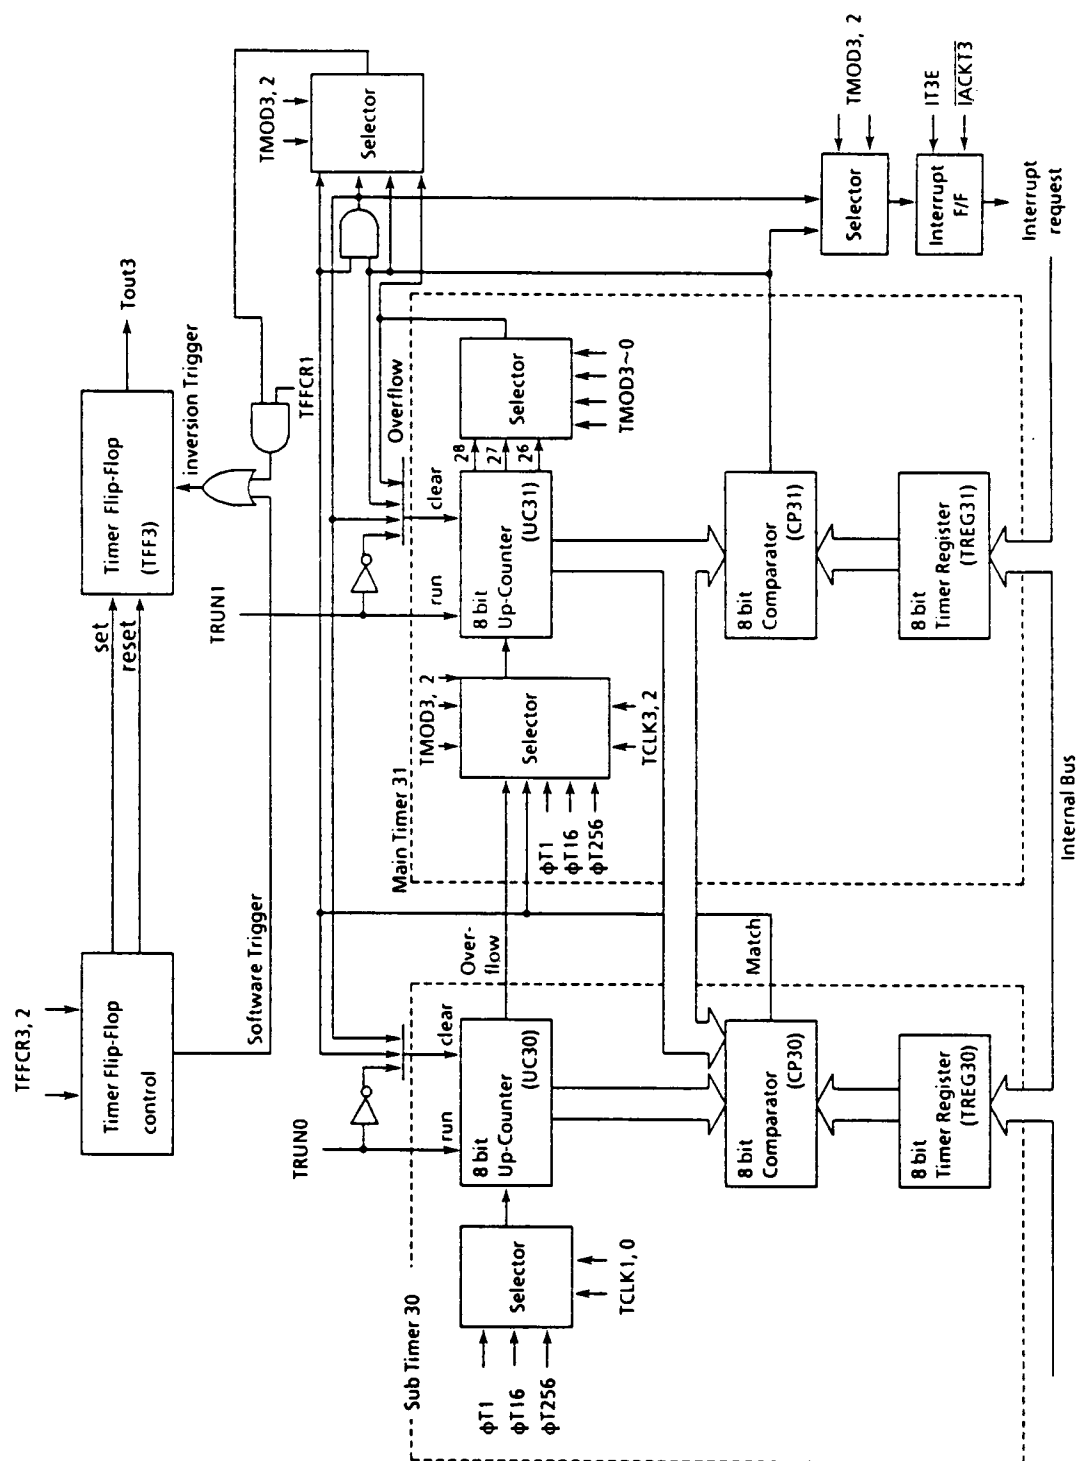 TFFCR3, 2
Timer Flip-Flop
control
set
reset
Timer Flip-Flop
(TFF3)
Tout3
Software Trigger
inversion Trigger
TFFCR1
TMOD3, 2
Selector
TRUN0
run
clear
TRUN1
run
clear
Overflow
Sub Timer 30
ϕT1
ϕT16
ϕT256
Selector
TCLK1, 0
8 bit
Up-Counter
(UC30)
Over-
flow
Main Timer 31
ϕT1
ϕT16
ϕT256
TMOD3, 2
Selector
TCLK3, 2
8 bit
Up-Counter
(UC31)
28
27
26
Selector
TMOD3~0
8 bit
Comparator
(CP30)
Match
8 bit
Comparator
(CP31)
8 bit
Timer Register
(TREG30)
8 bit
Timer Register
(TREG31)
TMOD3, 2
Selector
IT3E
IACKT3
Interrupt
F/F
Interrupt
request
Internal Bus